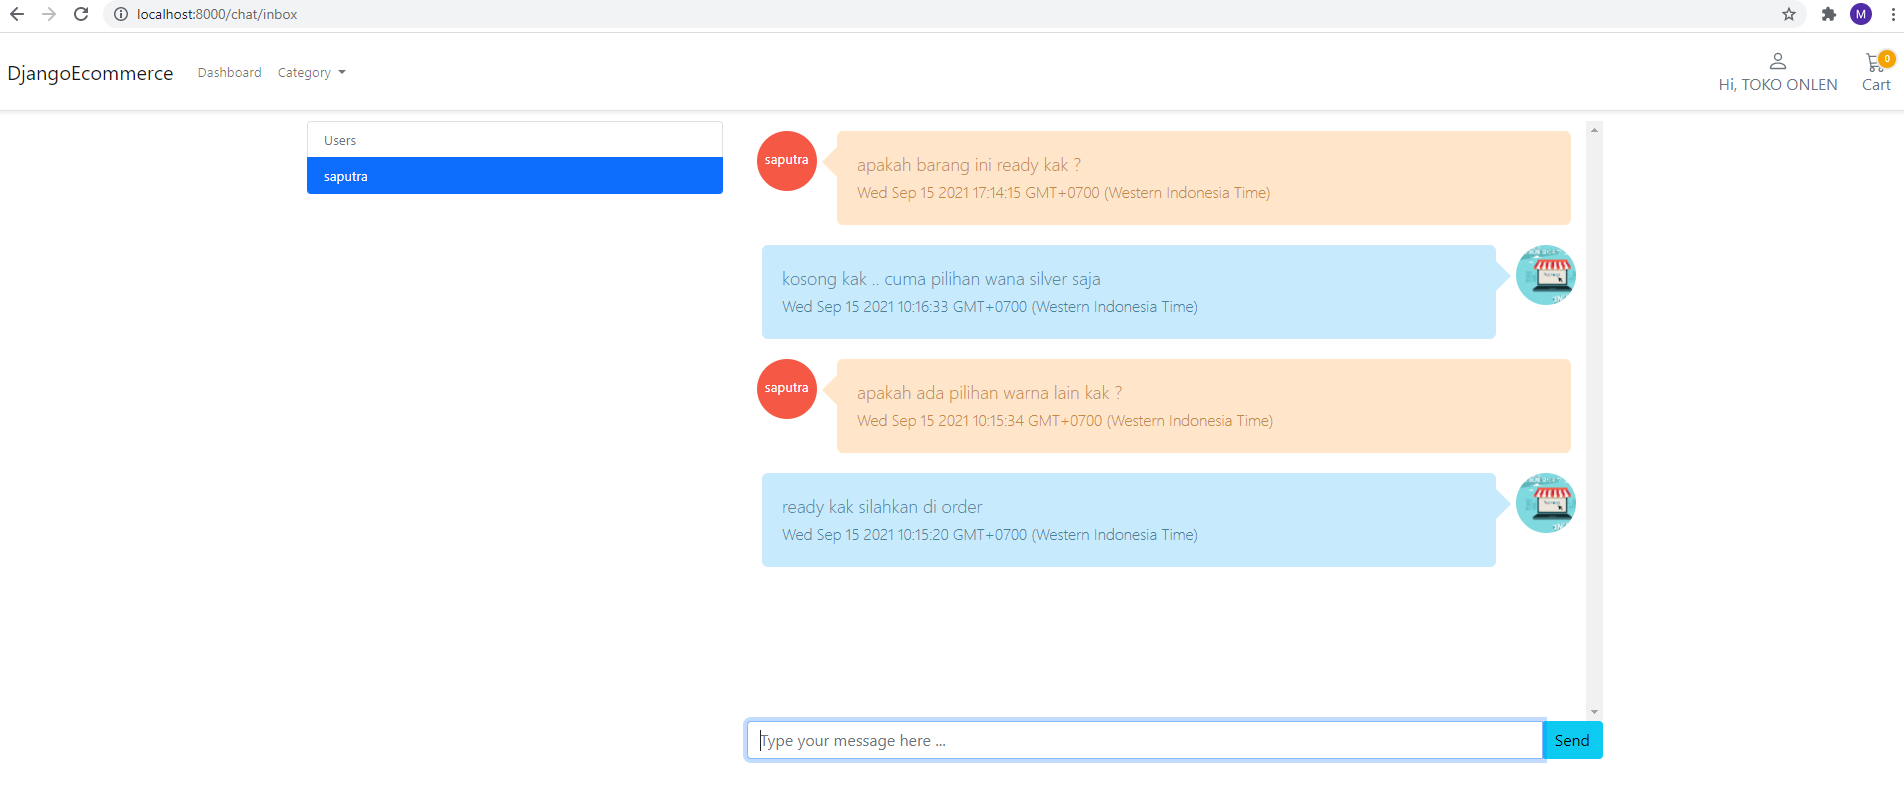 localhost:8000/chat/inbox
M
DjangoEcommerce
Dashboard
Category
Hi, TOKO ONLEN
0
Cart
Users
saputra
saputra
apakah barang ini ready kak ?
Wed Sep 15 2021 17:14:15 GMT+0700 (Western Indonesia Time)
kosong kak .. cuma pilihan wana silver saja
Wed Sep 15 2021 10:16:33 GMT+0700 (Western Indonesia Time)
saputra
apakah ada pilihan warna lain kak ?
Wed Sep 15 2021 10:15:34 GMT+0700 (Western Indonesia Time)
ready kak silahkan di order
Wed Sep 15 2021 10:15:20 GMT+0700 (Western Indonesia Time)
Type your message here ...
Send